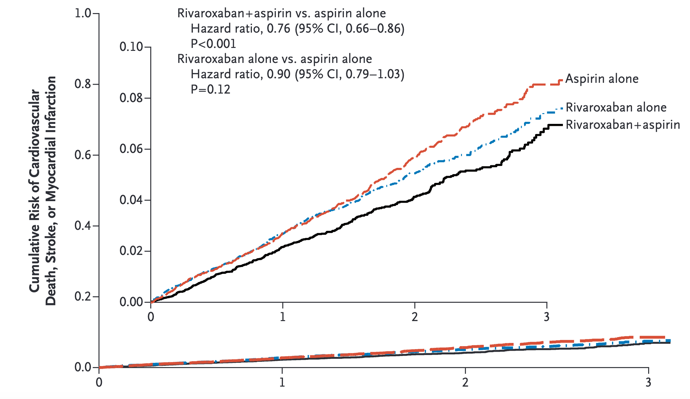 Rivaroxaban+aspirin vs. aspirin alone
Hazard ratio, 0.76 (95% CI, 0.66–0.86)
P<0.001
Rivaroxaban alone vs. aspirin alone
Hazard ratio, 0.90 (95% CI, 0.79–1.03)
P=0.12
Cumulative Risk of Cardiovascular
Death, Stroke, or Myocardial Infarction
1.0
0.8
0.6
0.4
0.2
0.0
0.10
0.08
0.06
0.04
0.02
0.00
0 1 2 3
Aspirin alone
Rivaroxaban alone
Rivaroxaban+aspirin
0 1 2 3